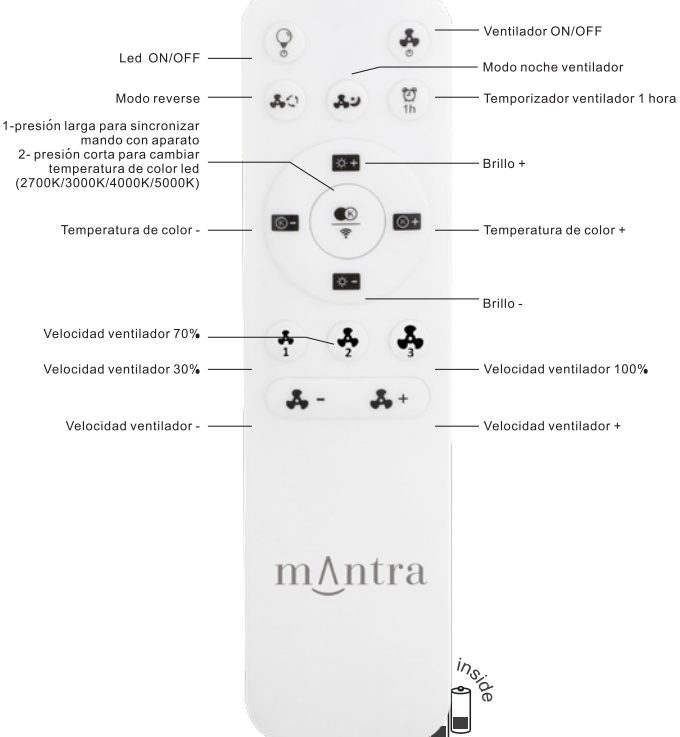 Ventilador ON/OFF
Led ON/OFF
Modo noche ventilador
Modo reverse
1h
Temporizador ventilador 1 hora
1-presión larga para sincronizar
mando con aparato
2- presión corta para cambiar
temperatura de color led
(2700K/3000K/4000K/5000K)
+
Brillo +
K -
K
K +
Temperatura de color -
Temperatura de color +
-
Brillo -
Velocidad ventilador 70%
1
2
3
Velocidad ventilador 30%
Velocidad ventilador 100%
- +
Velocidad ventilador -
Velocidad ventilador +
mantra
inside